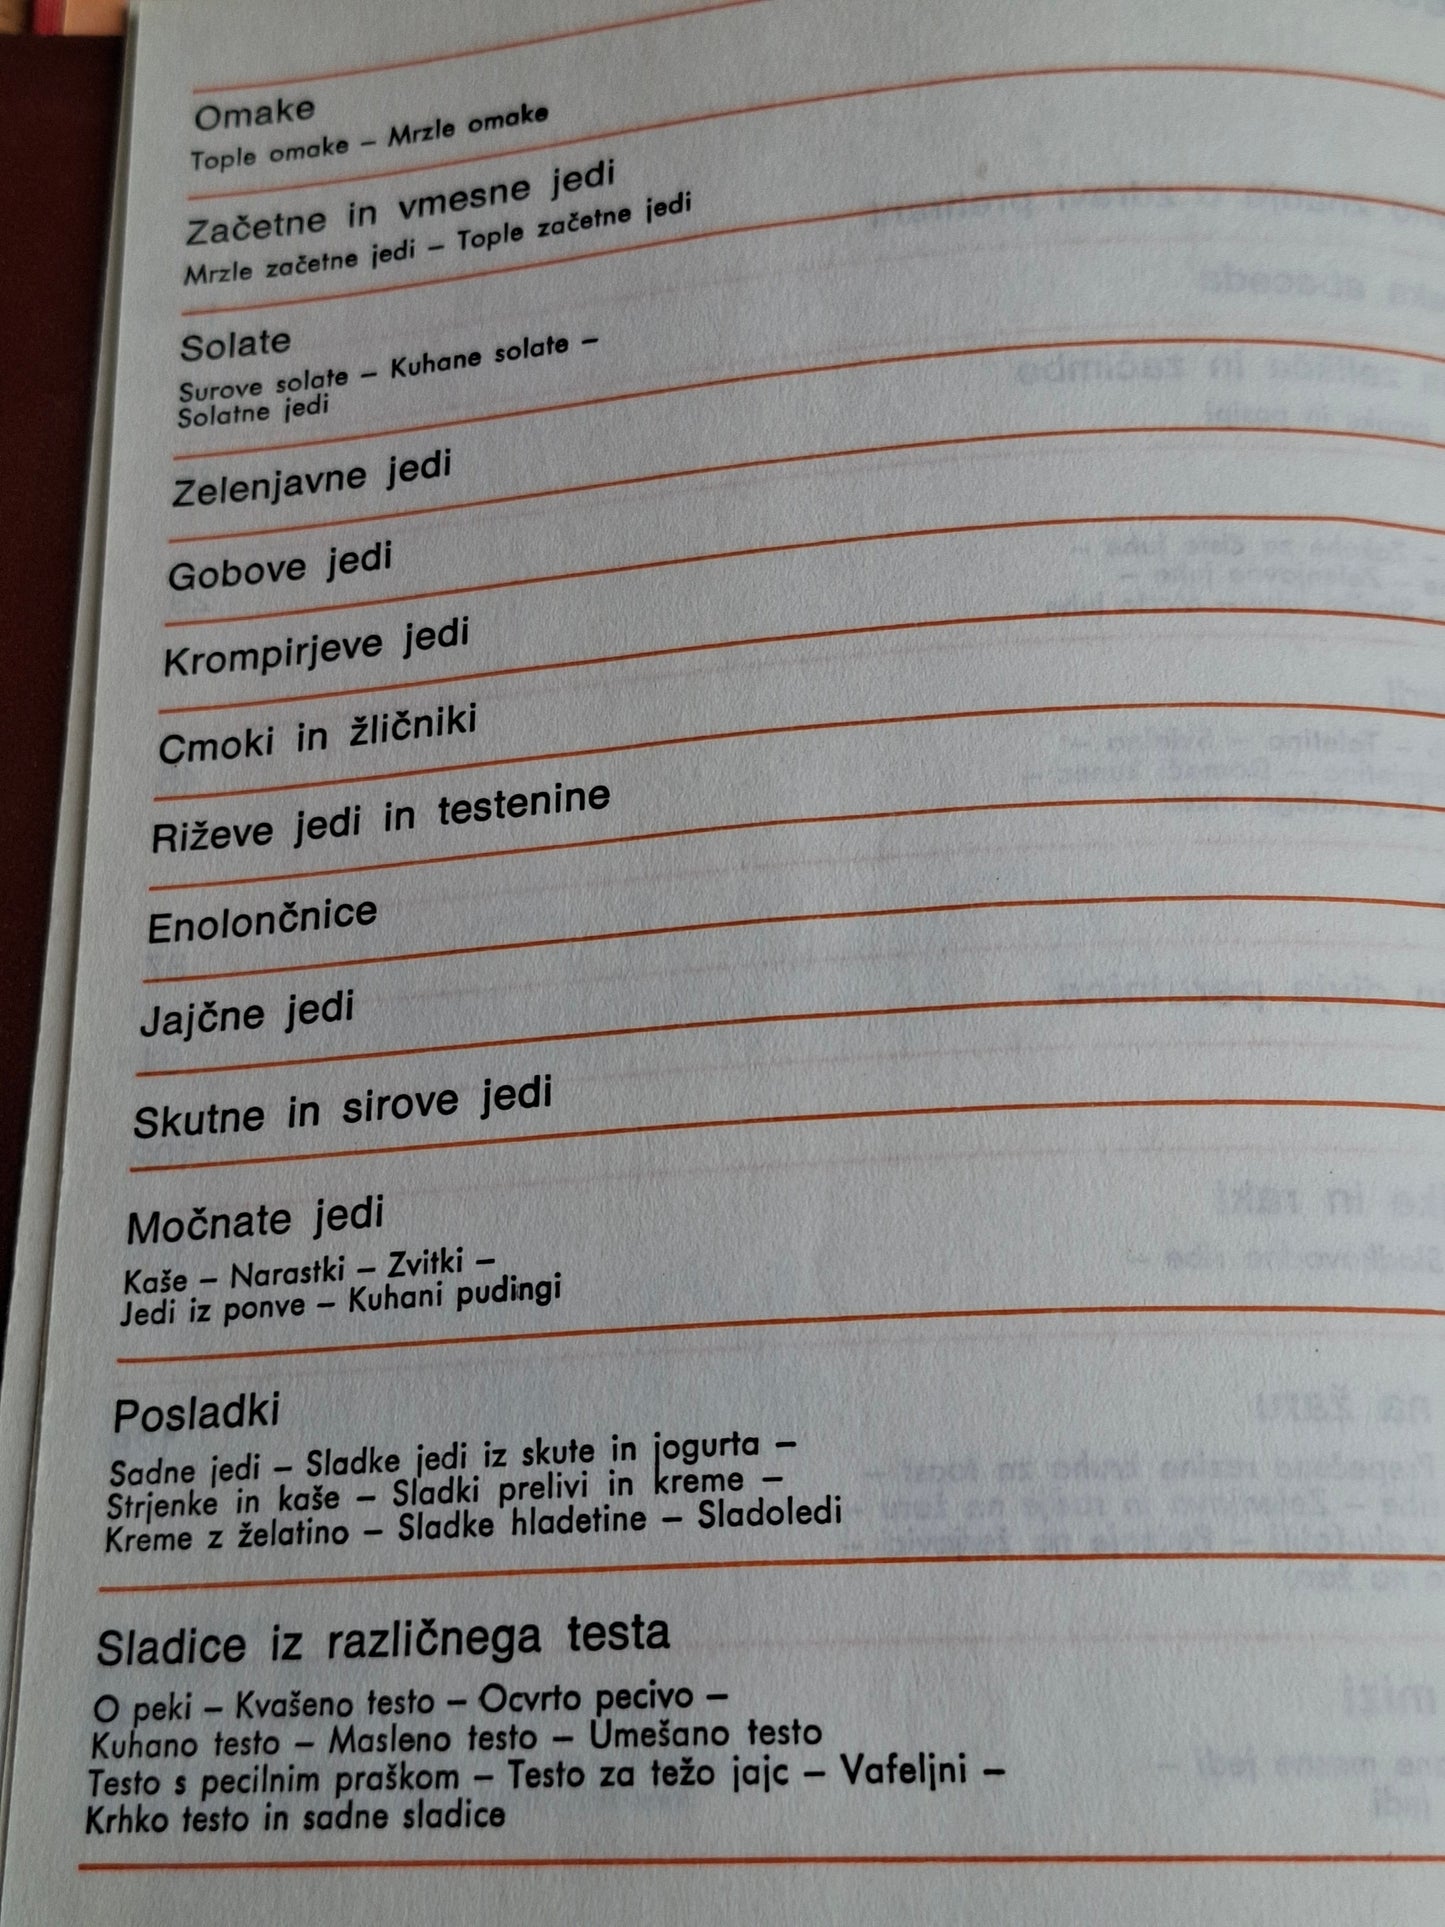 Omake
Tople omake – Mrzle omake
Začetne in vmesne jedi
Mrzle začetne jedi – Tople začetne jedi
Solate
Surove solate – Kuhane solate –
Solatne jedi
Zelenjavne jedi
Gobove jedi
Krompirjeve jedi
Cmoki in žličniki
Riževe jedi in testenine
Enolončnice
Jajčne jedi
Skutne in sirove jedi
Močnate jedi
Kaše – Narastki – Zvitki –
Jedi iz ponve – Kuhani pudingi
Posladki
Sadne jedi – Sladke jedi iz skute in jogurta –
Strjenke in kaše – Sladki prelivi in kreme –
Kreme z želatino – Sladke hladetine – Sladoledi
Sladice iz različnega testa
O peki – Kvašeno testo – Ocvrto pecivo –
Kuhano testo – Masleno testo – Umešano testo
Testo s pecilnim praškom – Testo za težo jajc – Vafeljni –
Krhko testo in sadne sladice